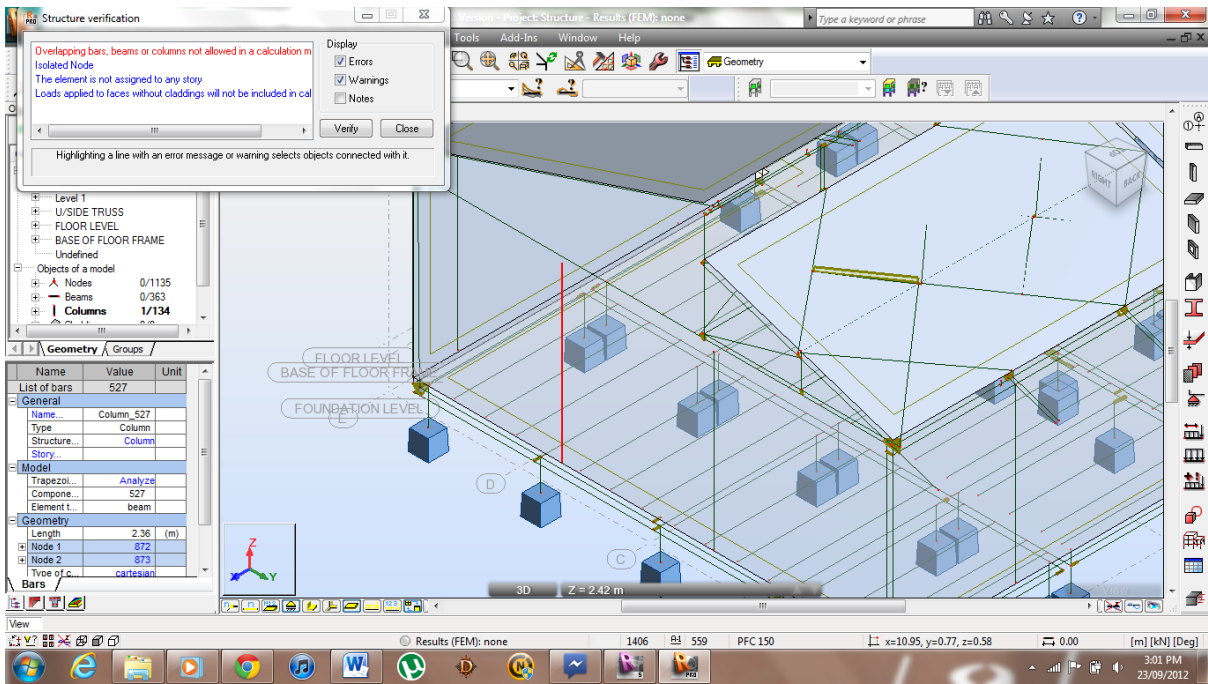 Structure verification
Version - Project: Structure - Results (FEM): none
Type a keyword or phrase
Tools Add-Ins Window Help
Overlapping bars, beams or columns not allowed in a calculation m
Isolated Node
The element is not assigned to any story
Loads applied to faces without claddings will not be included in cal
Display
Errors
Warnings
Notes
Verify Close
Highlighting a line with an error message or warning selects objects connected with it.
Geometry
Level 1
U/SIDE TRUSS
FLOOR LEVEL
BASE OF FLOOR FRAME
Undefined
Objects of a model
Nodes 0/1135
Beams 0/363
Columns 1/134
Geometry Groups
Name Value Unit
List of bars 527
General
Name... Column_527
Type Column
Structure... Column
Story...
Model
Trapezoi... Analyze
Compone... 527
Element t... beam
Geometry
Length 2.36 (m)
Node 1 872
Node 2 873
Type of c... cartesian
Bars
FLOOR LEVEL
BASE OF FLOOR FRAME
FOUNDATION LEVEL
E
D
C
RIGHT BACK
Z
X Y
3D Z = 2.42 m
View
View
Results (FEM): none 1406 559 PFC 150 x=10.95, y=0.77, z=0.58 0.00 [m] [kN] [Deg]
3:01 PM
23/09/2012